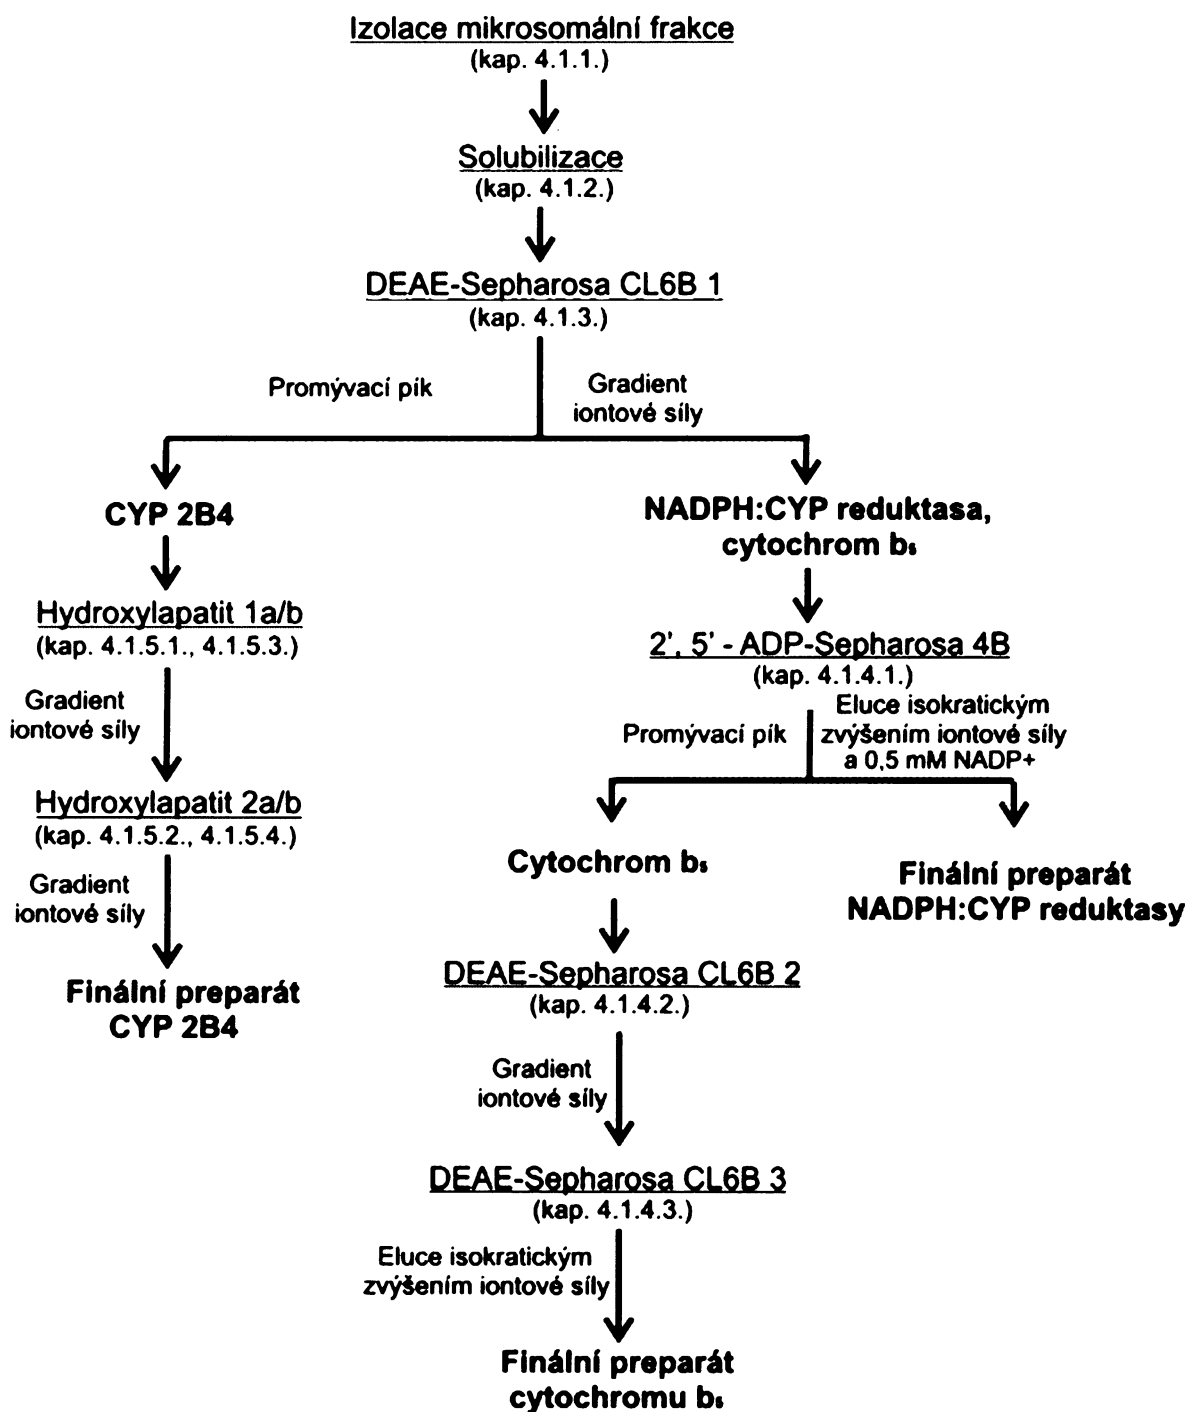 Izolace mikrosomální frakce
(kap. 4.1.1.)
Solubilizace
(kap. 4.1.2.)
DEAE-Sepharosa CL6B 1
(kap. 4.1.3.)
Promývací pík
Gradient
iontové síly
CYP 2B4
NADPH:CYP reduktasa,
cytochrom b₅
Hydroxylapatit 1a/b
(kap. 4.1.5.1., 4.1.5.3.)
2', 5' - ADP-Sepharosa 4B
(kap. 4.1.4.1.)
Gradient
iontové síly
Promývací pík
Eluce isokratickým
zvýšením iontové síly
a 0,5 mM NADP+
Hydroxylapatit 2a/b
(kap. 4.1.5.2., 4.1.5.4.)
Cytochrom b₅
Finální preparát
NADPH:CYP reduktasy
Gradient
iontové síly
Finální preparát
CYP 2B4
DEAE-Sepharosa CL6B 2
(kap. 4.1.4.2.)
Gradient
iontové síly
DEAE-Sepharosa CL6B 3
(kap. 4.1.4.3.)
Eluce isokratickým
zvýšením iontové síly
Finální preparát
cytochromu b₅